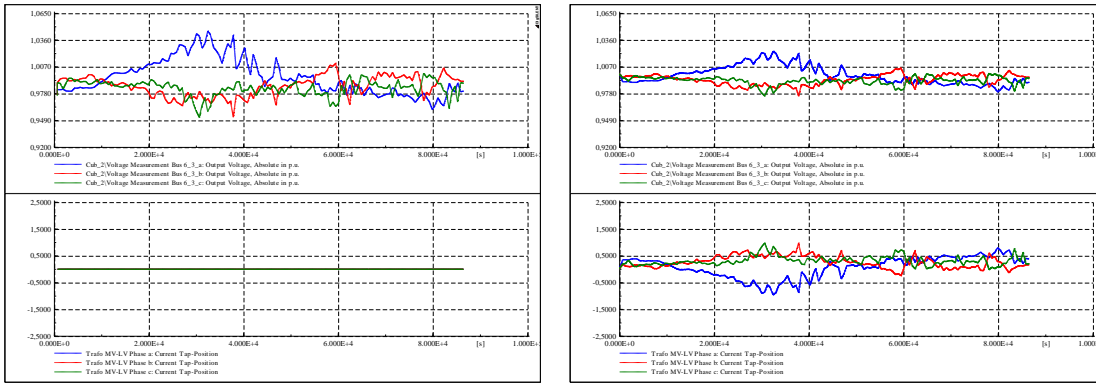 1,0650
1,0360
1,0070
0,9780
0,9490
0,9200
0.000E+0 2.000E+4 4.000E+4 6.000E+4 8.000E+4 [s] 1.000E+
Cub_2\Voltage Measurement Bus 6_3_a: Output Voltage, Absolute in p.u.
Cub_2\Voltage Measurement Bus 6_3_b: Output Voltage, Absolute in p.u.
Cub_2\Voltage Measurement Bus 6_3_c: Output Voltage, Absolute in p.u.
2,5000
1,5000
0,5000
-0,5000
-1,5000
-2,5000
0.000E+0 2.000E+4 4.000E+4 6.000E+4 8.000E+4 [s] 1.000E+
Trafo MV-LV Phase a: Current Tap-Position
Trafo MV-LV Phase b: Current Tap-Position
Trafo MV-LV Phase c: Current Tap-Position
1,0650
1,0360
1,0070
0,9780
0,9490
0,9200
0.000E+0 2.000E+4 4.000E+4 6.000E+4 8.000E+4 [s] 1.000
Cub_2\Voltage Measurement Bus 6_3_a: Output Voltage, Absolute in p.u.
Cub_2\Voltage Measurement Bus 6_3_b: Output Voltage, Absolute in p.u.
Cub_2\Voltage Measurement Bus 6_3_c: Output Voltage, Absolute in p.u.
2,5000
1,5000
0,5000
-0,5000
-1,5000
-2,5000
0.000E+0 2.000E+4 4.000E+4 6.000E+4 8.000E+4 [s] 1.000
Trafo MV-LV Phase a: Current Tap-Position
Trafo MV-LV Phase b: Current Tap-Position
Trafo MV-LV Phase c: Current Tap-Position